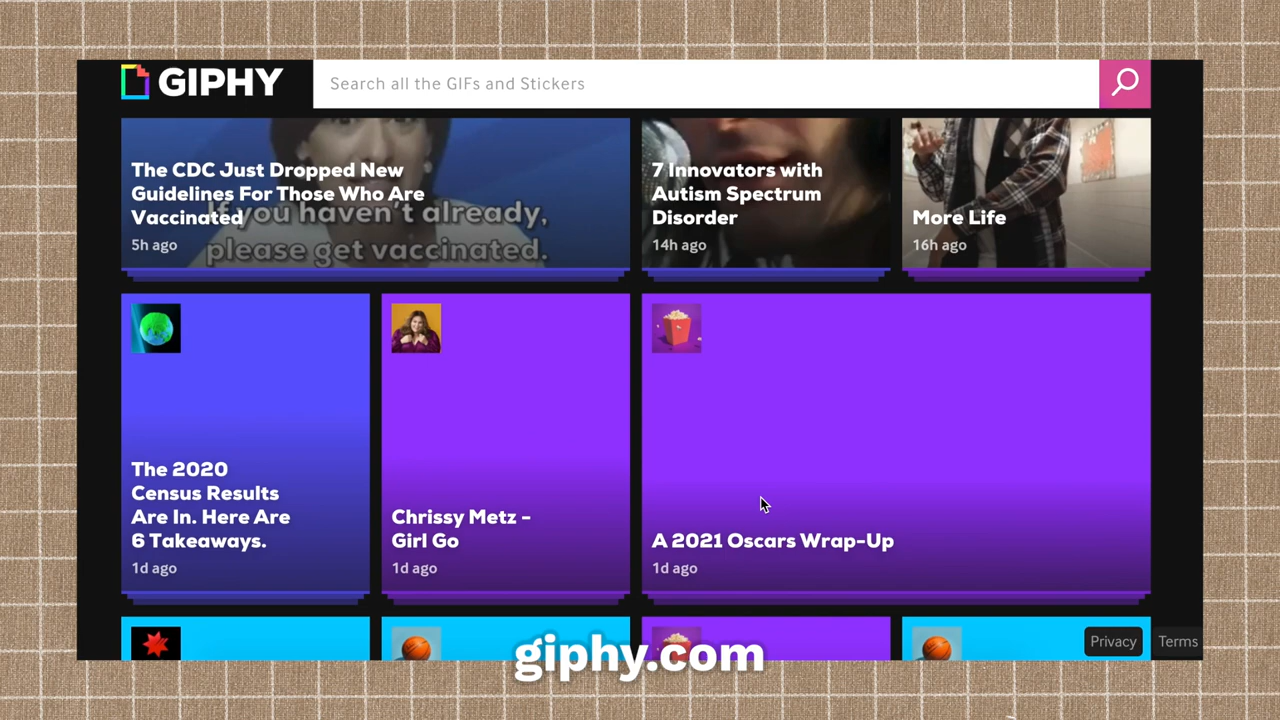 GIPHY
Search all the GIFs and Stickers
The CDC Just Dropped New
Guidelines For Those Who Are
Vaccinated
If you haven't already,
please get vaccinated.
5h ago
7 Innovators with
Autism Spectrum
Disorder
14h ago
More Life
16h ago
The 2020
Census Results
Are In. Here Are
6 Takeaways.
1d ago
Chrissy Metz -
Girl Go
1d ago
A 2021 Oscars Wrap-Up
1d ago
Privacy
Terms
giphy.com